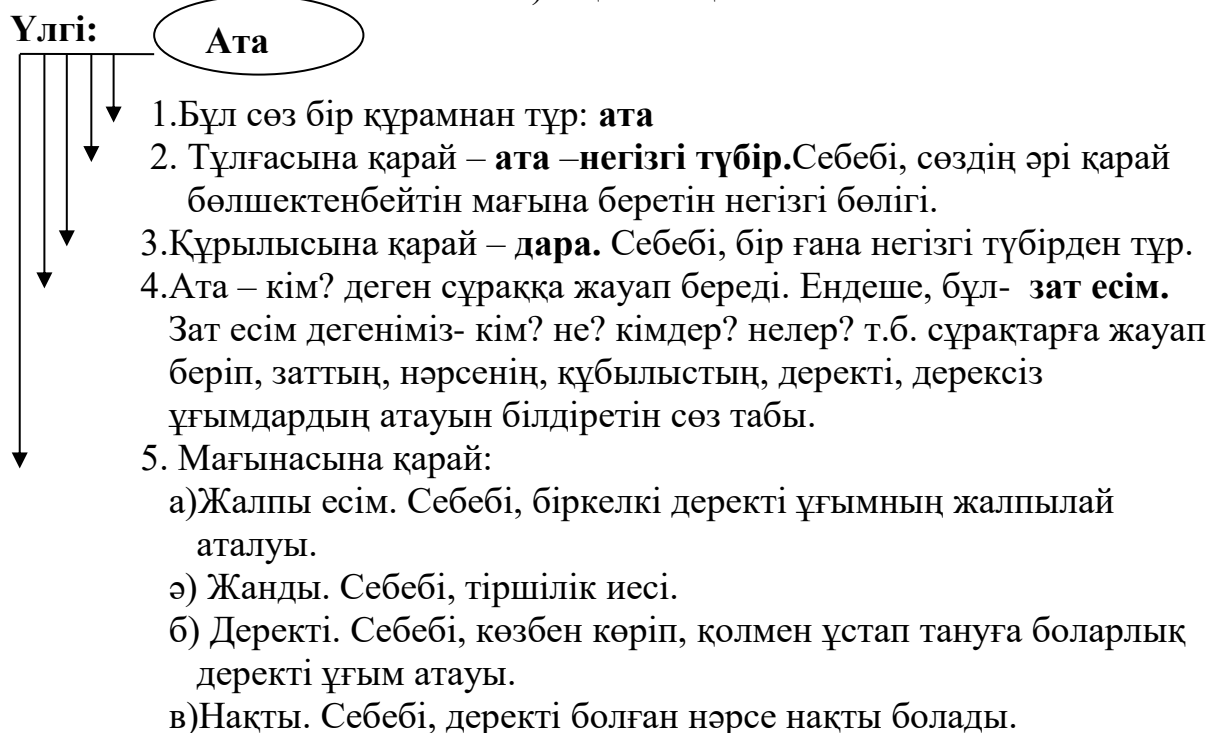 Үлгі:
Ата
1.Бұл сөз бір құрамнан тұр: ата
2. Тұлғасына қарай – ата –негізгі түбір.Себебі, сөздің әрі қарай
бөлшектенбейтін мағына беретін негізгі бөлігі.
3.Құрылысына қарай – дара. Себебі, бір ғана негізгі түбірден тұр.
4.Ата – кім? деген сұраққа жауап береді. Ендеше, бұл- зат есім.
Зат есім дегеніміз- кім? не? кімдер? нелер? т.б. сұрақтарға жауап
беріп, заттың, нәрсенің, құбылыстың, деректі, дерексіз
ұғымдардың атауын білдіретін сөз табы.
5. Мағынасына қарай:
а)Жалпы есім. Себебі, біркелкі деректі ұғымның жалпылай
аталуы.
ә) Жанды. Себебі, тіршілік иесі.
б) Деректі. Себебі, көзбен көріп, қолмен ұстап тануға боларлық
деректі ұғым атауы.
в)Нақты. Себебі, деректі болған нәрсе нақты болады.